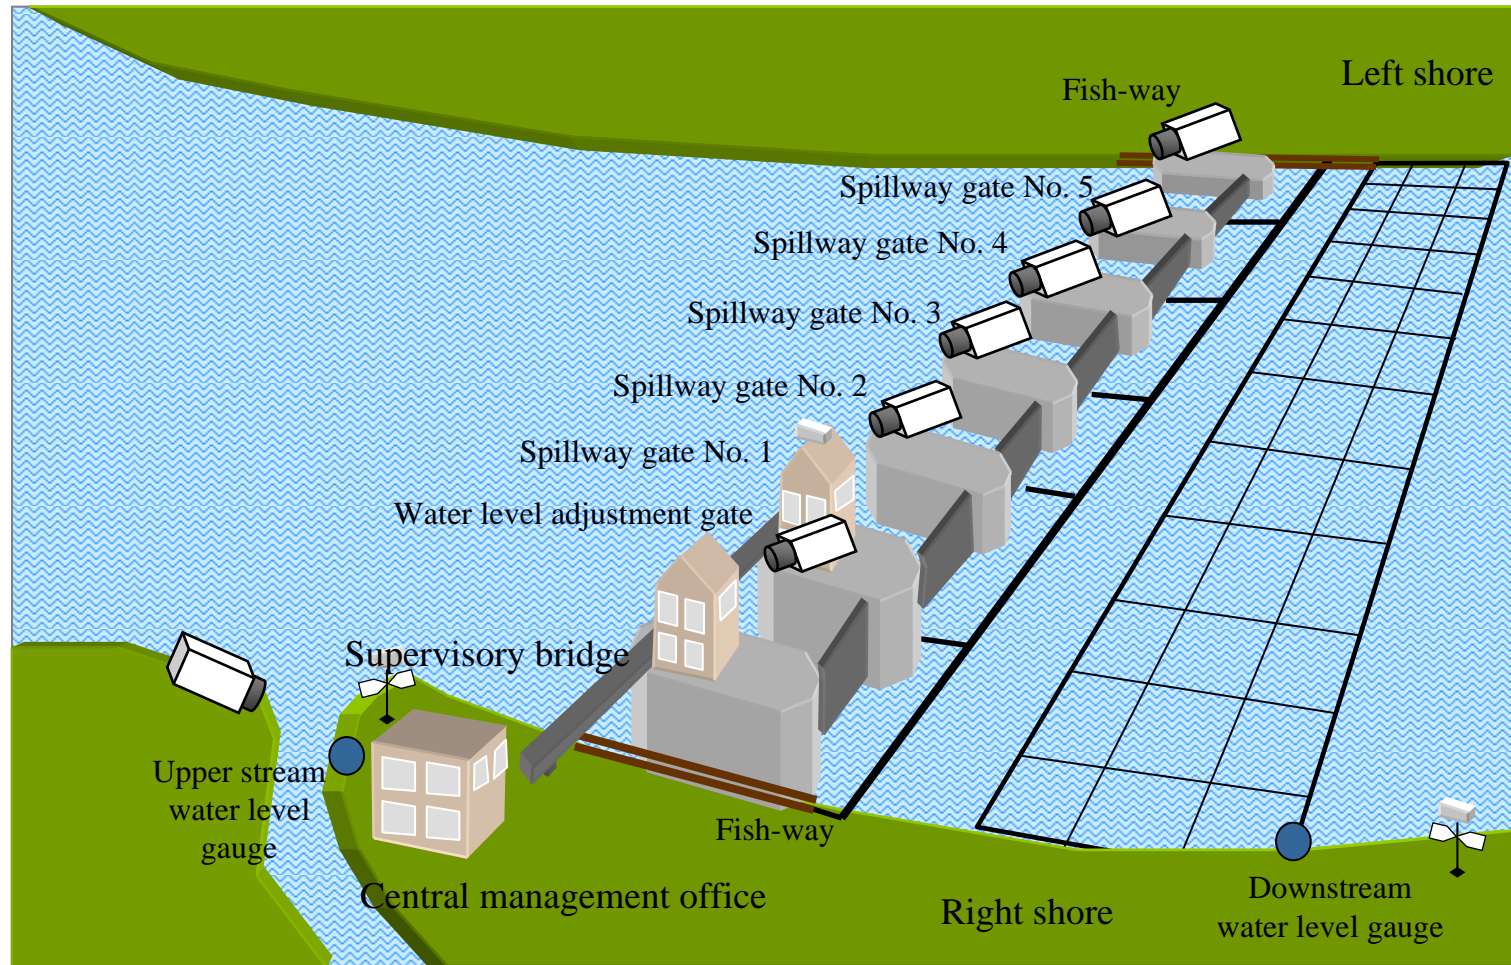 Left shore
Fish-way
Spillway gate No. 5
Spillway gate No. 4
Spillway gate No. 3
Spillway gate No. 2
Spillway gate No. 1
Water level adjustment gate
Supervisory bridge
Upper stream
water level
gauge
Fish-way
Central management office
Right shore
Downstream
water level gauge